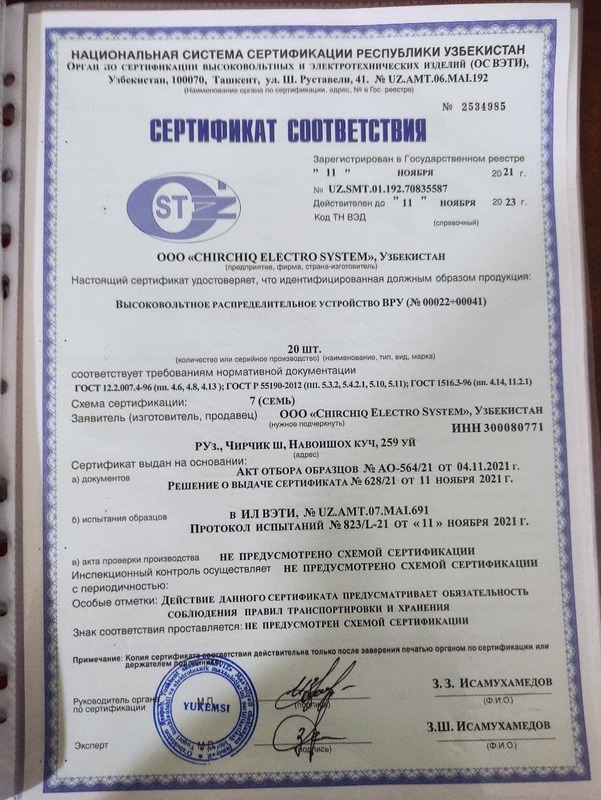 НАЦИОНАЛЬНАЯ СИСТЕМА СЕРТИФИКАЦИИ РЕСПУБЛИКИ УЗБЕКИСТАН
ОРГАН ПО СЕРТИФИКАЦИИ ВЫСОКОВОЛЬТНЫХ И ЭЛЕКТРОТЕХНИЧЕСКИХ ИЗДЕЛИЙ (ОС ВЭТИ),
УЗБЕКИСТАН, 100070, ТАШКЕНТ, УЛ. Ш. РУСТАВЕЛИ, 41. № UZ.AMT.06.MAI.192
(Наименование органа по сертификации, адрес, № в Гос. реестре)
№ 2534985
СЕРТИФИКАТ СООТВЕТСТВИЯ
Зарегистрирован в Государственном реестре
" 11 " НОЯБРЯ 2021 г.
№ UZ.SMT.01.192.70835587
Действителен до " 11 " НОЯБРЯ 2023 г.
Код ТН ВЭД
(справочный)
ST
ООО «CHIRCHIQ ELECTRO SYSTEM», УЗБЕКИСТАН
(предприятие, фирма, страна-изготовитель)
Настоящий сертификат удостоверяет, что идентифицированная должным образом продукция:
ВЫСОКОВОЛЬТНОЕ РАСПРЕДЕЛИТЕЛЬНОЕ УСТРОЙСТВО ВРУ (№ 00022÷00041)
20 ШТ.
(количество или серийное производство) (наименование, тип, вид, марка)
соответствует требованиям нормативной документации
ГОСТ 12.2.007.4-96 (пп. 4.6, 4.8, 4.13 ); ГОСТ Р 55190-2012 (пп. 5.3.2, 5.4.2.1, 5.10, 5.11); ГОСТ 1516.3-96 (пп. 4.14, 11.2.1)
Схема сертификации: 7 (СЕМЬ)
Заявитель (изготовитель, продавец) ООО «CHIRCHIQ ELECTRO SYSTEM», УЗБЕКИСТАН
(нужное подчеркнуть)
ИНН 300080771
РУЗ., ЧИРЧИК Ш, НАВОИШОХ КУЧ, 259 УЙ
(адрес)
Сертификат выдан на основании:
а) документов АКТ ОТБОРА ОБРАЗЦОВ № АО-564/21 ОТ 04.11.2021 Г.
РЕШЕНИЕ О ВЫДАЧЕ СЕРТИФИКАТА № 628/21 ОТ 11 НОЯБРЯ 2021 Г.
б) испытания образцов В ИЛ ВЭТИ, № UZ.AMT.07.MAI.691
ПРОТОКОЛ ИСПЫТАНИЙ № 823/L-21 ОТ «11» НОЯБРЯ 2021 Г.
в) акта проверки производства НЕ ПРЕДУСМОТРЕНО СХЕМОЙ СЕРТИФИКАЦИИ
Инспекционный контроль осуществляет НЕ ПРЕДУСМОТРЕНО СХЕМОЙ СЕРТИФИКАЦИИ
с периодичностью:
Особые отметки: ДЕЙСТВИЕ ДАННОГО СЕРТИФИКАТА ПРЕДУСМАТРИВАЕТ ОБЯЗАТЕЛЬНОСТЬ
СОБЛЮДЕНИЯ ПРАВИЛ ТРАНСПОРТИРОВКИ И ХРАНЕНИЯ
Знак соответствия проставляется: НЕ ПРЕДУСМОТРЕН СХЕМОЙ СЕРТИФИКАЦИИ
Примечание: Копия сертификата соответствия действительна только после заверения печатью органом по сертификации или
держателем подлинника
Руководитель органа
по сертификации М.П. (подпись) З. З. ИСАМУХАМЕДОВ
(Ф.И.О.)
YUKEMSI
Эксперт М.П. (подпись) З.Ш. ИСАМУХАМЕДОВ
(Ф.И.О.)